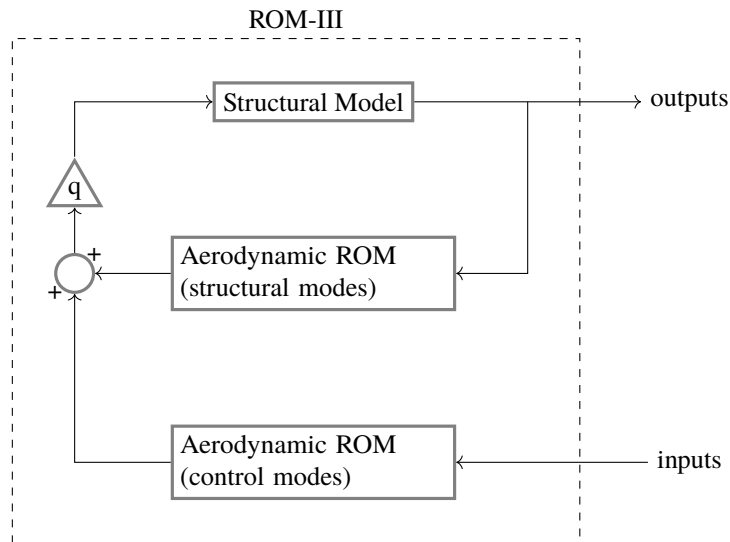 ROM-III
Structural Model
outputs
q
+
+
Aerodynamic ROM
(structural modes)
Aerodynamic ROM
(control modes)
inputs